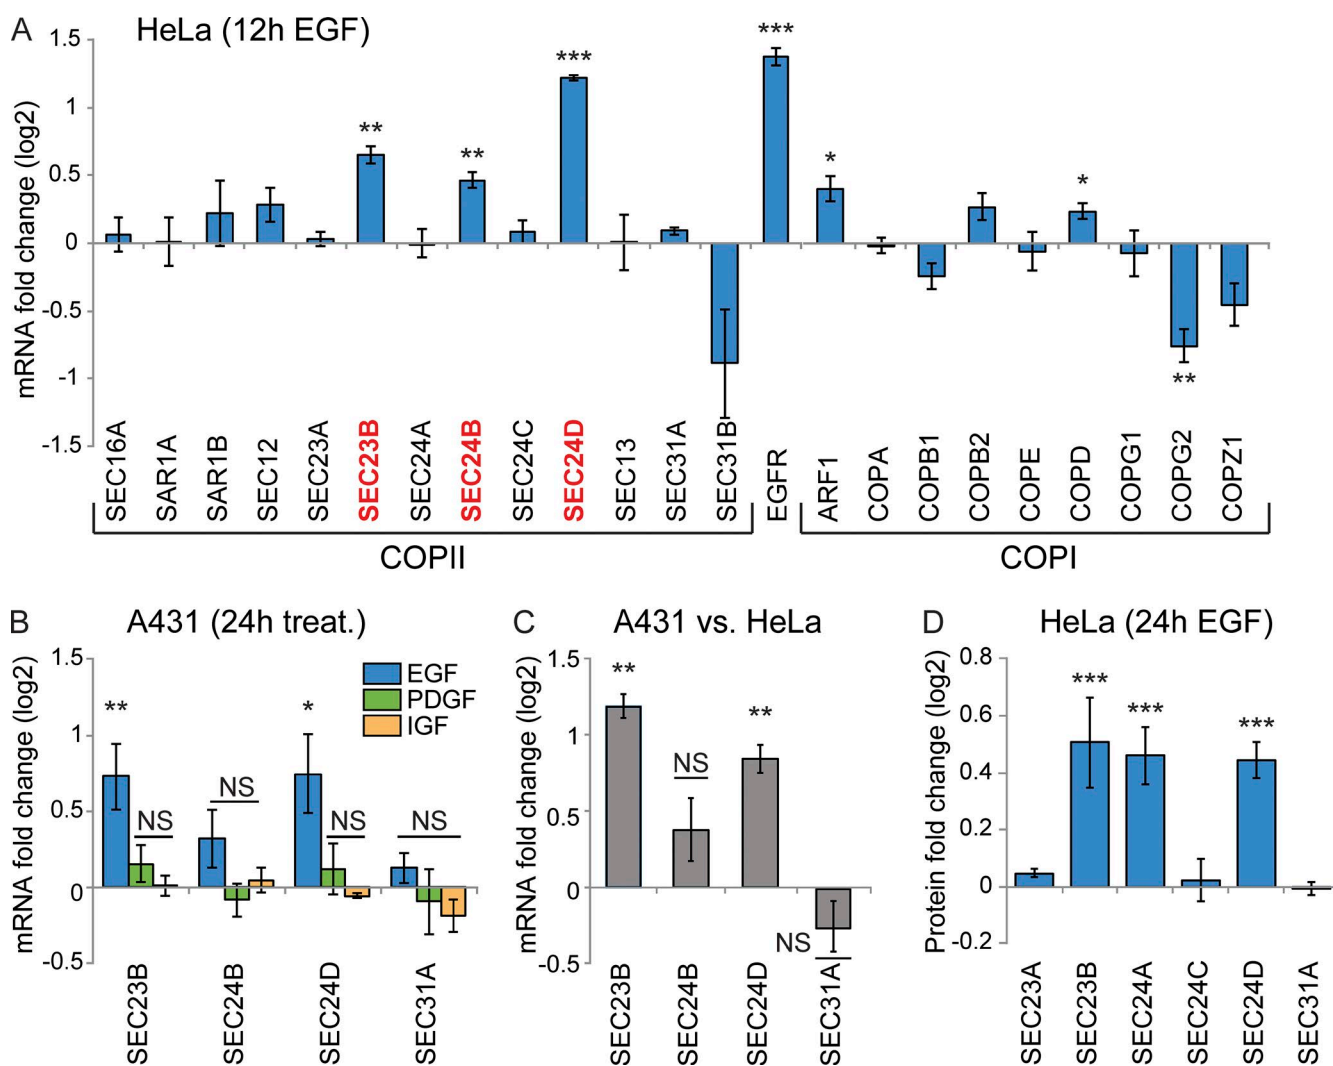 A HeLa (12h EGF)
mRNA fold change (log2)
1.5
1
0.5
0
-0.5
-1
-1.5
** ** *** *** * * **
SEC16A SAR1A SAR1B SEC12 SEC23A SEC23B SEC24A SEC24B SEC24C SEC24D SEC13 SEC31A SEC31B EGFR ARF1 COPA COPB1 COPB2 COPE COPD COPG1 COPG2 COPZ1
COPII COPI
B A431 (24h treat.)
mRNA fold change (log2)
1.5
1
0.5
0
-0.5
EGF
PDGF
IGF
** NS NS * NS NS
SEC23B SEC24B SEC24D SEC31A
C A431 vs. HeLa
mRNA fold change (log2)
1.5
1
0.5
0
-0.5
** NS ** NS
SEC23B SEC24B SEC24D SEC31A
D HeLa (24h EGF)
Protein fold change (log2)
0.8
0.6
0.4
0.2
0
-0.2
*** *** ***
SEC23A SEC23B SEC24A SEC24C SEC24D SEC31A